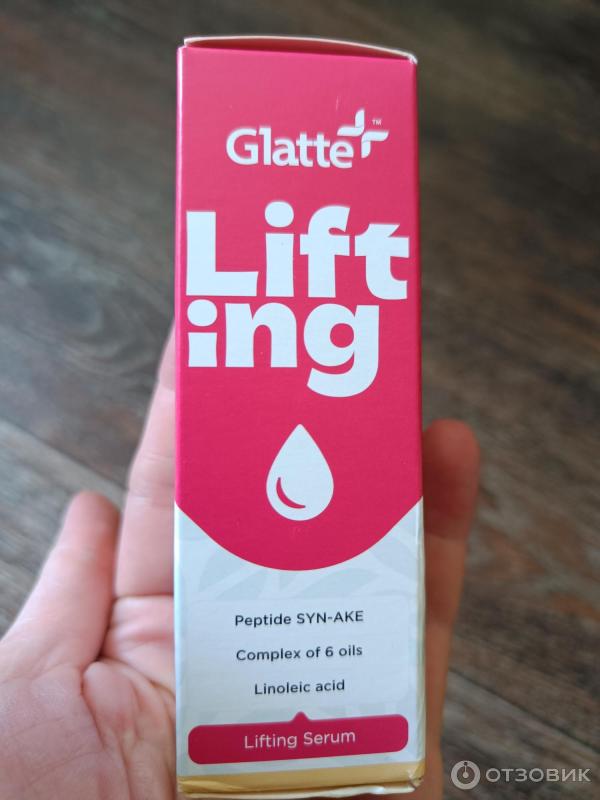 Glatte™
Lift
ing
Peptide SYN-AKE
Complex of 6 oils
Linoleic acid
Lifting Serum
ОТЗОВИК